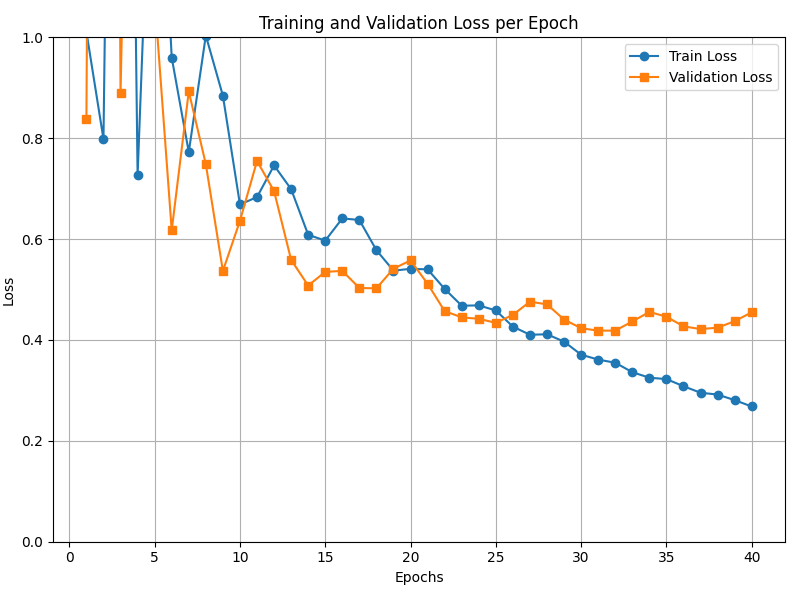 Training and Validation Loss per Epoch
Train Loss
Validation Loss
Loss
1.0
0.8
0.6
0.4
0.2
0.0
0 5 10 15 20 25 30 35 40
Epochs